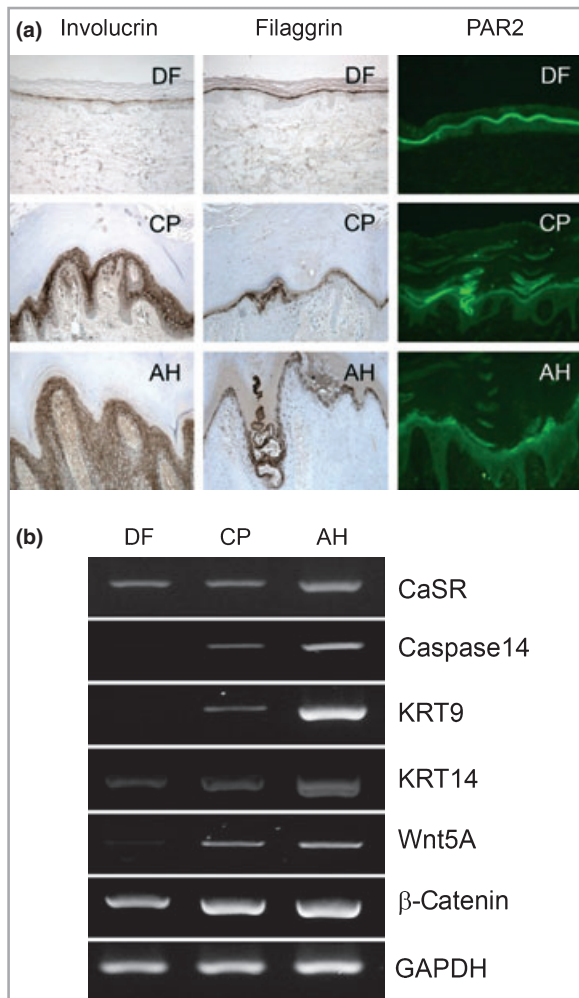 (a) Involucrin Filaggrin PAR2
DF DF DF
CP CP CP
AH AH AH
(b) DF CP AH
CaSR
Caspase14
KRT9
KRT14
Wnt5A
β-Catenin
GAPDH